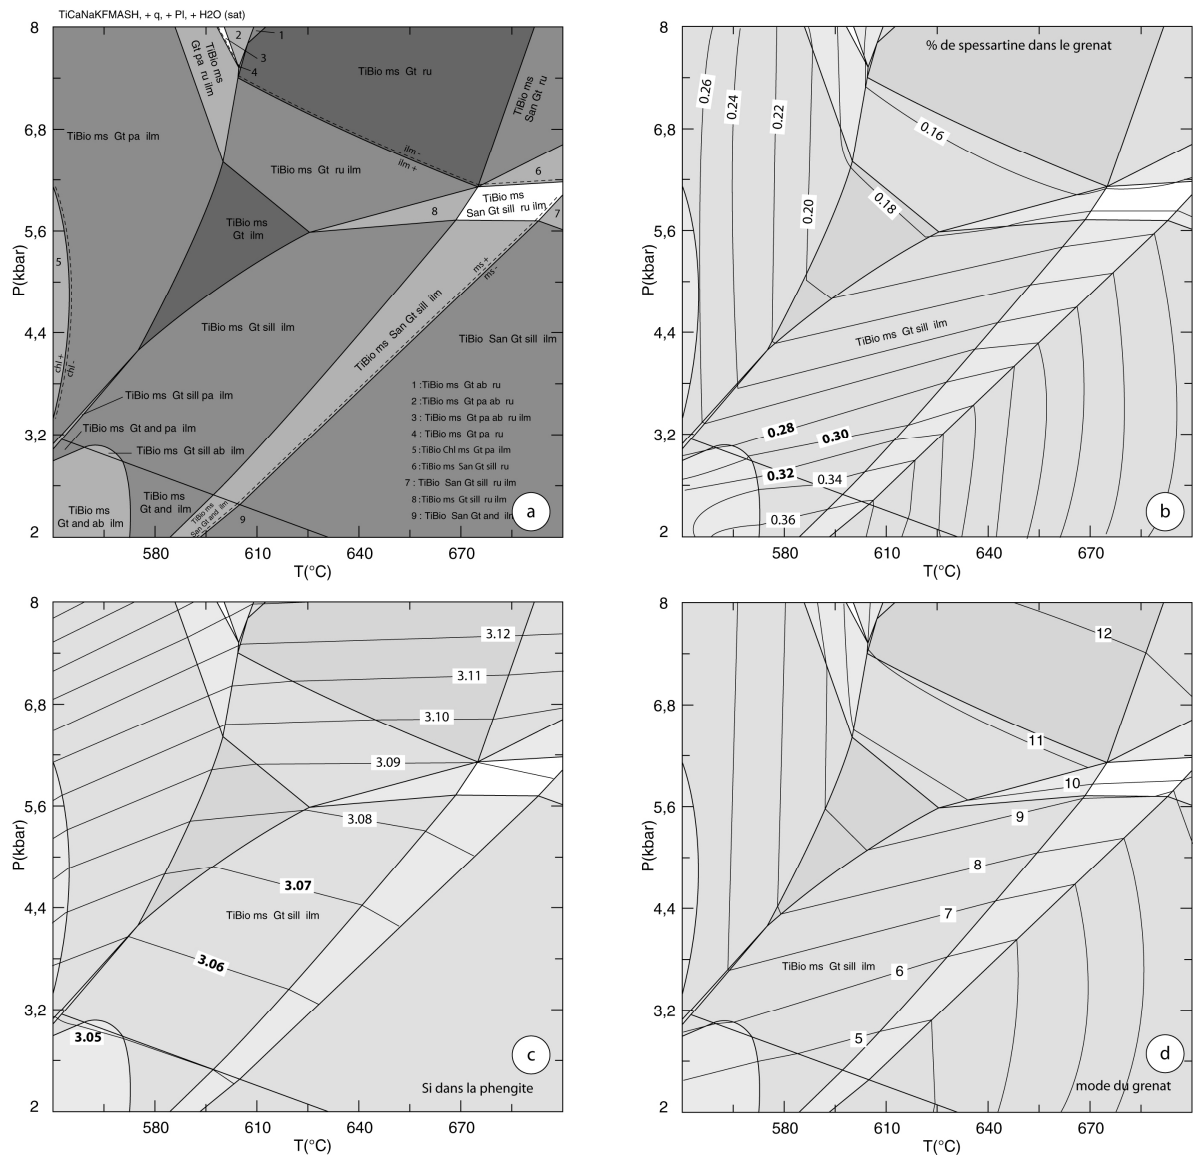 TiCaNaKFMASH, + q, + Pl, + H2O (sat)
8
6,8
5,6
4,4
3,2
2
P(kbar)
580
610
640
670
T(°C)
TiBio ms
Gt pa ru ilm
2
1
3
4
TiBio ms Gt ru
TiBio ms
San Gt ru
TiBio ms Gt pa ilm
ilm -
ilm +
TiBio ms Gt ru ilm
6
TiBio ms
San Gt sill ru ilm
7
8
TiBio ms
Gt ilm
5
chl +
chl -
ms +
ms -
TiBio ms Gt sill ilm
TiBio ms San Gt sill ilm
TiBio San Gt sill ilm
TiBio ms Gt sill pa ilm
TiBio ms Gt and pa ilm
TiBio ms Gt sill ab ilm
TiBio ms
Gt and ab ilm
TiBio ms
Gt and ilm
TiBio ms
San Gt and ilm
9
1 :TiBio ms Gt ab ru
2 :TiBio ms Gt pa ab ru
3 : TiBio ms Gt pa ab ru ilm
4 : TiBio ms Gt pa ru
5 :TiBio Chl ms Gt pa ilm
6 :TiBio ms San Gt sill ru
7 : TiBio San Gt sill ru ilm
8 :TiBio ms Gt sill ru ilm
9 : TiBio San Gt and ilm
a
% de spessartine dans le grenat
8
6,8
5,6
4,4
3,2
2
P(kbar)
580
610
640
670
T(°C)
0.26
0.24
0.22
0.20
0.16
0.18
TiBio ms Gt sill ilm
0.28
0.30
0.32
0.34
0.36
b
8
6,8
5,6
4,4
3,2
2
P(kbar)
580
610
640
670
T(°C)
3.12
3.11
3.10
3.09
3.08
3.07
TiBio ms Gt sill ilm
3.06
3.05
c
Si dans la phengite
8
6,8
5,6
4,4
3,2
2
P(kbar)
580
610
640
670
T(°C)
12
11
10
9
8
7
TiBio ms Gt sill ilm
6
5
d
mode du grenat